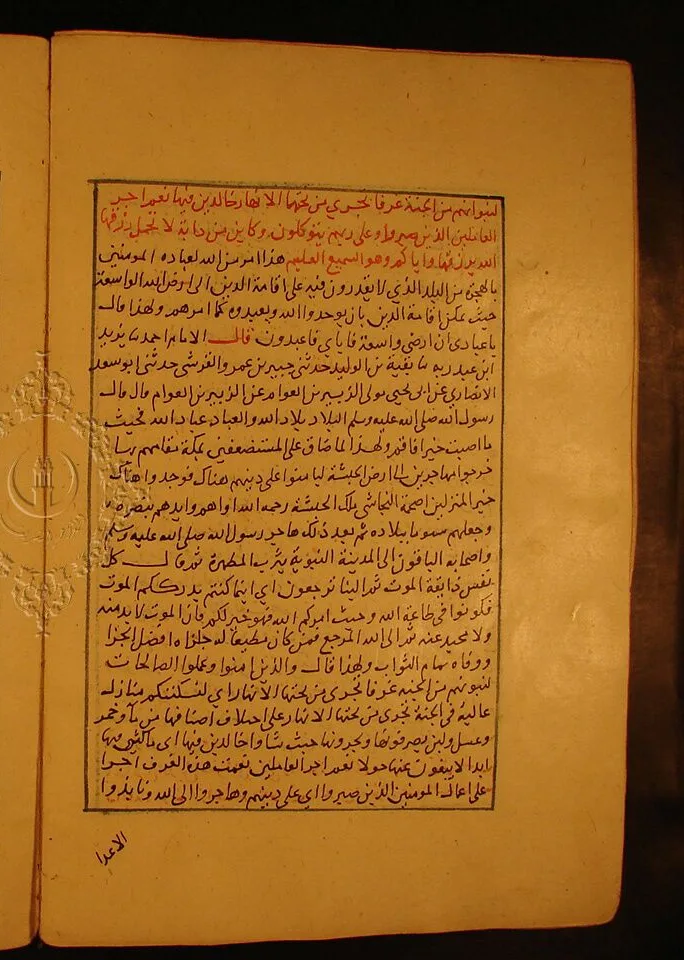 لنبوانهم من الجنة غرفا تجري من تحتها الانهار خالدين فيها نعم اجر
العاملين الذين صبروا وعلى ربهم يتوكلون وكاين من دابة لا تحمل رزقها
الله يرزقها واياكم وهو السميع العليم هذا امر من الله لعباده المومنين
بالهجرة من البلد الذي لا يقدرون فيه على اقامة الدين الى ارض الله الواسعة
حيث يمكن اقامة الدين بان يوحدوا الله ويعبدوه كما امرهم ولهذا قال
يا عبادى ان ارضي واسعة فاياي فاعبدون قال الامام احمد ثنا يزيد
ابن عبد ربه ثنا بقية بن الوليد حدثني جبير بن عمرو القرشي حدثني ابو سعد
الانصاري عن ابي يحيى مولى الزبير بن العوام عن الزبير بن العوام قال قال
رسول الله صلى الله عليه وسلم البلاد بلاد الله والعباد عباد الله فحيث
ما اصبت خيرا فاقم ولهذا لما ضاق على المستضعفين بمكة مقامهم بها
خرجوا مهاجرين الى ارض الحبشة ليامنوا على دينهم هناك فوجدوا هناك
خير المنزلين اصحمة النجاشي ملك الحبشة رحمه الله اواهم وايدهم بنصره
وجعلهم سيوما ببلاده ثم بعد ذلك هاجر رسول الله صلى الله عليه وسلم
واصحابه الباقون الى المدينة النبوية يثرب المطهرة ثم قال كل
نفس ذايقة الموت ثم الينا ترجعون اي اينما كنتم يدرككم الموت
فكونوا في طاعة الله وحيث امركم الله فهو خير لكم فان الموت لا بد منه
ولا محيد عنه ثم الى الله المرجع فمن كان مطيعا له جازاه افضل الجزا
ووفاه تمام الثواب ولهذا قال والذين امنوا وعملوا الصالحات
لنبونهم من الجنة غرفا تجري من تحتها الانهار اي لنسكننهم منازل
عالية في الجنة تجري من تحتها الانهار على اختلاف اصنافها من ما وخمر
وعسل ولبن يصرفونها ويجرونها حيث شاوا خالدين فيها اي ماكثين فيها
ابدا لا يبغون عنها حولا نعم اجر العاملين نعمت هذه الغرف اجرا
على اعمال المومنين الذين صبروا اي على دينهم وهاجروا الى الله ونابذوا
الاعدا